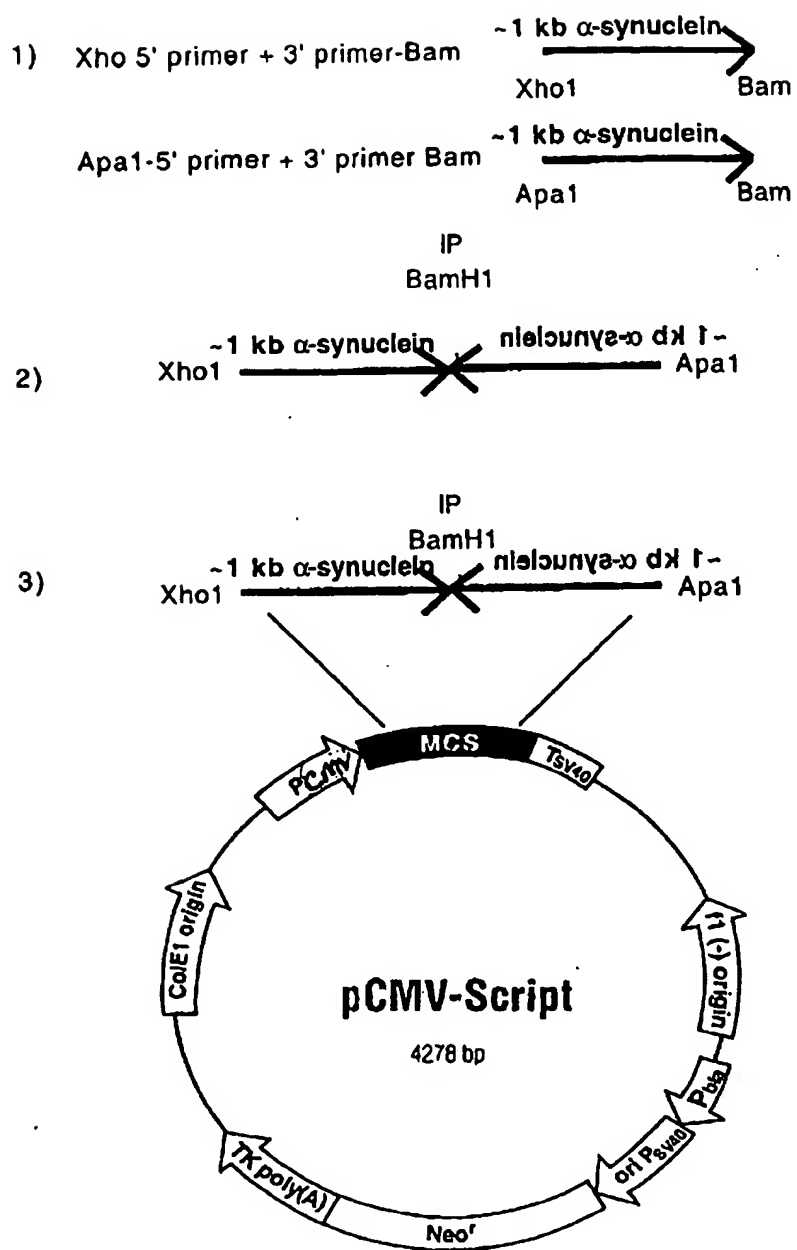 1) Xho 5' primer + 3' primer-Bam
~1 kb α-synuclein
Xho1 Bam
Apa1-5' primer + 3' primer Bam
~1 kb α-synuclein
Apa1 Bam
IP
BamH1
2) Xho1 ~1 kb α-synuclein ~1 kb α-synuclein Apa1
IP
BamH1
3) Xho1 ~1 kb α-synuclein ~1 kb α-synuclein Apa1
MCS
PCMV
TSV40
ColE1 origin
f1 (-) origin
pCMV-Script
4278 bp
Pbla
ori PSV40
TK poly(A)
Neoʳ